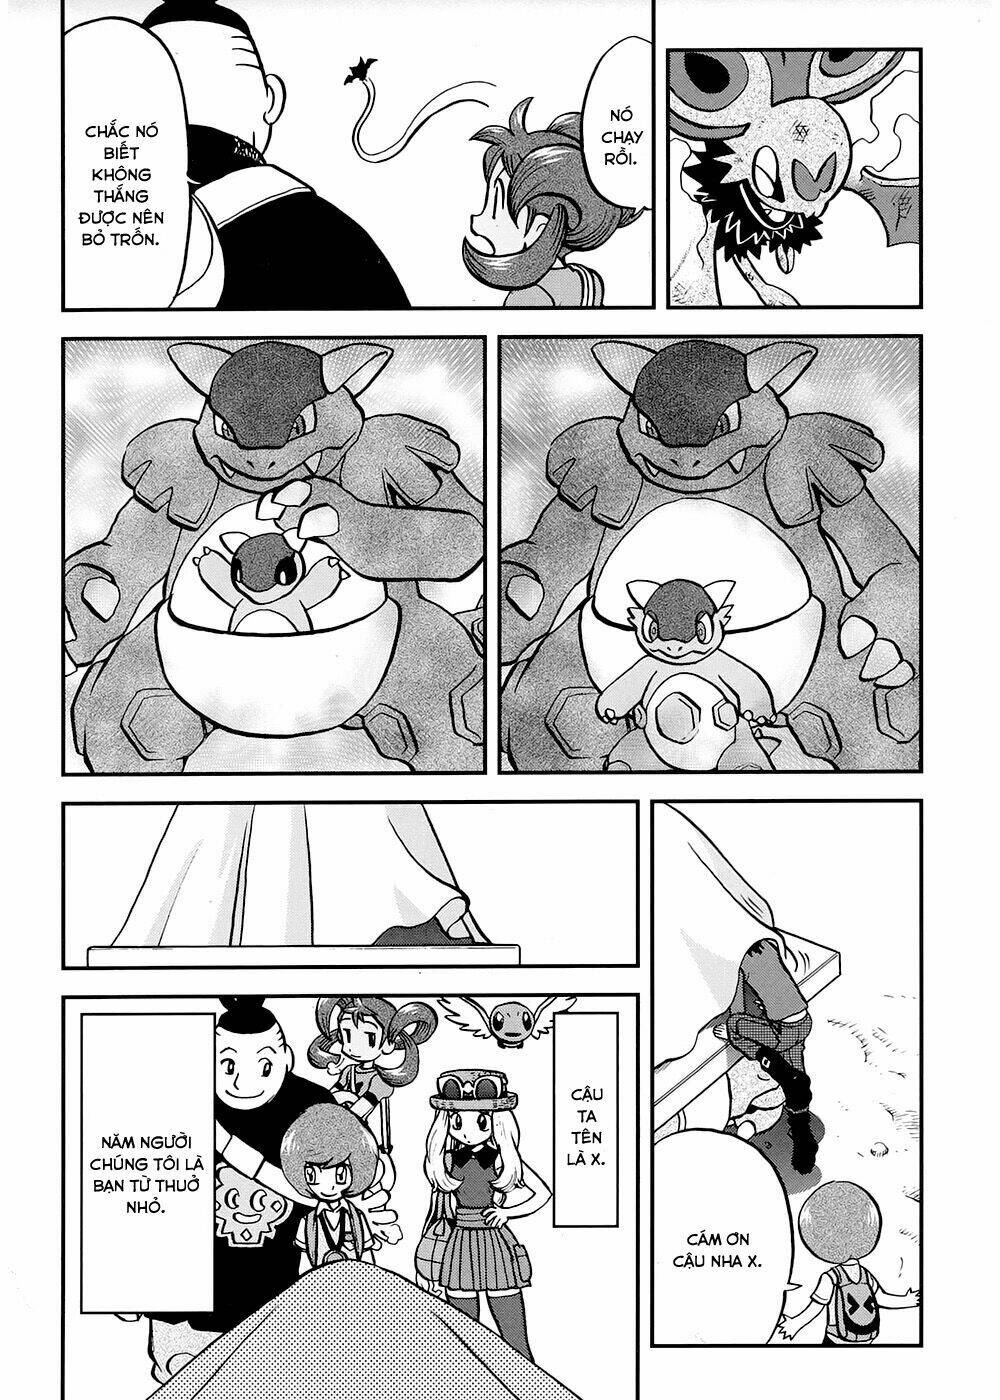 NÓ
CHẠY
RỒI.
CHẮC NÓ
BIẾT
KHÔNG
THẮNG
ĐƯỢC NÊN
BỎ TRỐN.
CÁM ƠN
CẬU NHA X.
CẬU
TA
TÊN
LÀ X.
NĂM NGƯỜI
CHÚNG TÔI LÀ
BẠN TỪ THUỞ
NHỎ.